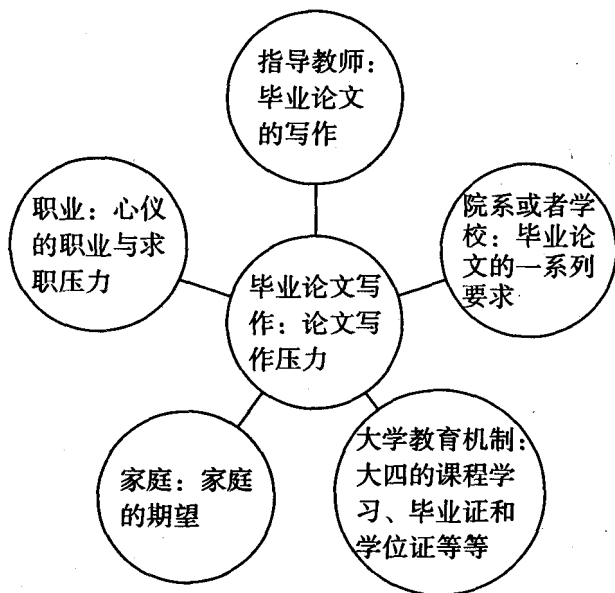 指导教师：
毕业论文
的写作
职业：心仪
的职业与求
职压力
院系或者学
校：毕业论
文的一系列
要求
毕业论文写
作：论文写
作压力
家庭：家庭
的期望
大学教育机制：
大四的课程学
习、毕业证和
学位证等等